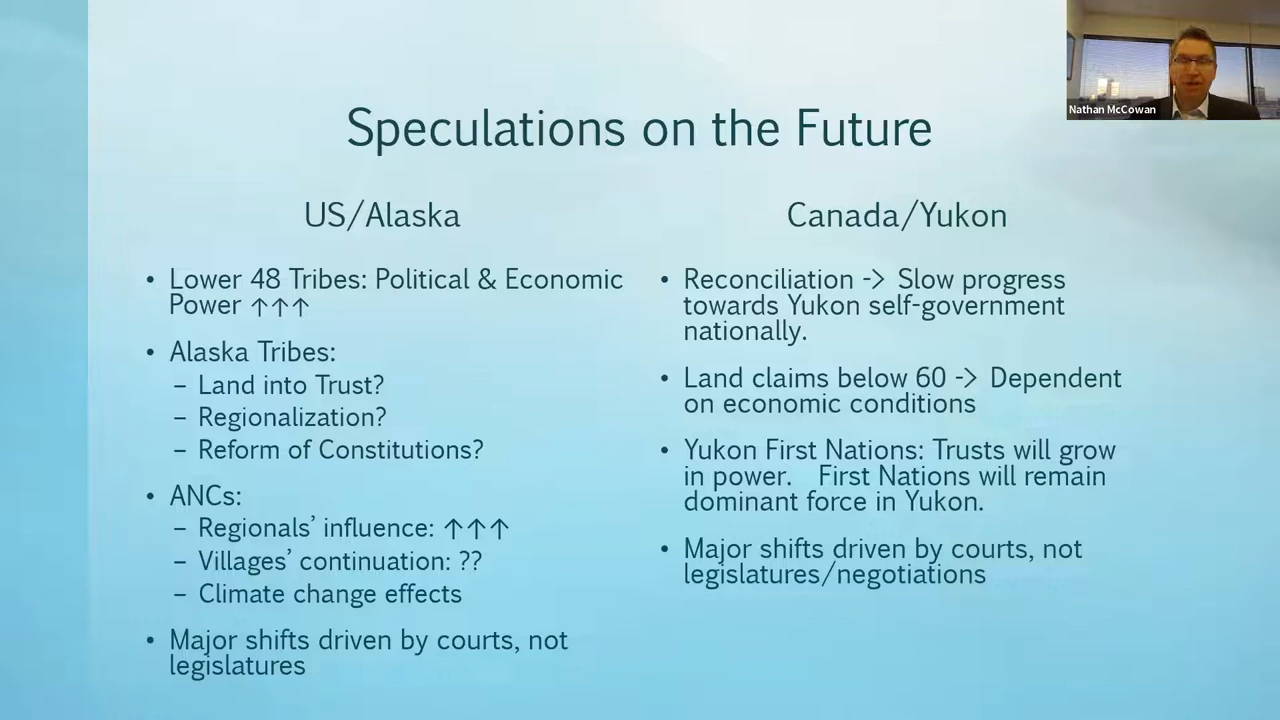 Nathan McCowan
Speculations on the Future
US/Alaska
• Lower 48 Tribes: Political & Economic
Power ↑↑↑
• Alaska Tribes:
– Land into Trust?
– Regionalization?
– Reform of Constitutions?
• ANCs:
– Regionals’ influence: ↑↑↑
– Villages’ continuation: ??
– Climate change effects
• Major shifts driven by courts, not
legislatures
Canada/Yukon
• Reconciliation -> Slow progress
towards Yukon self-government
nationally.
• Land claims below 60 -> Dependent
on economic conditions
• Yukon First Nations: Trusts will grow
in power. First Nations will remain
dominant force in Yukon.
• Major shifts driven by courts, not
legislatures/negotiations